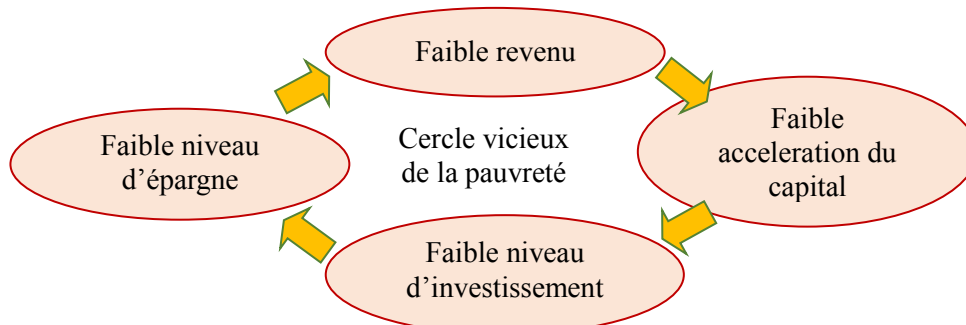 Faible revenu
Faible niveau
d’épargne
Cercle vicieux
de la pauvreté
Faible
acceleration du
capital
Faible niveau
d’investissement